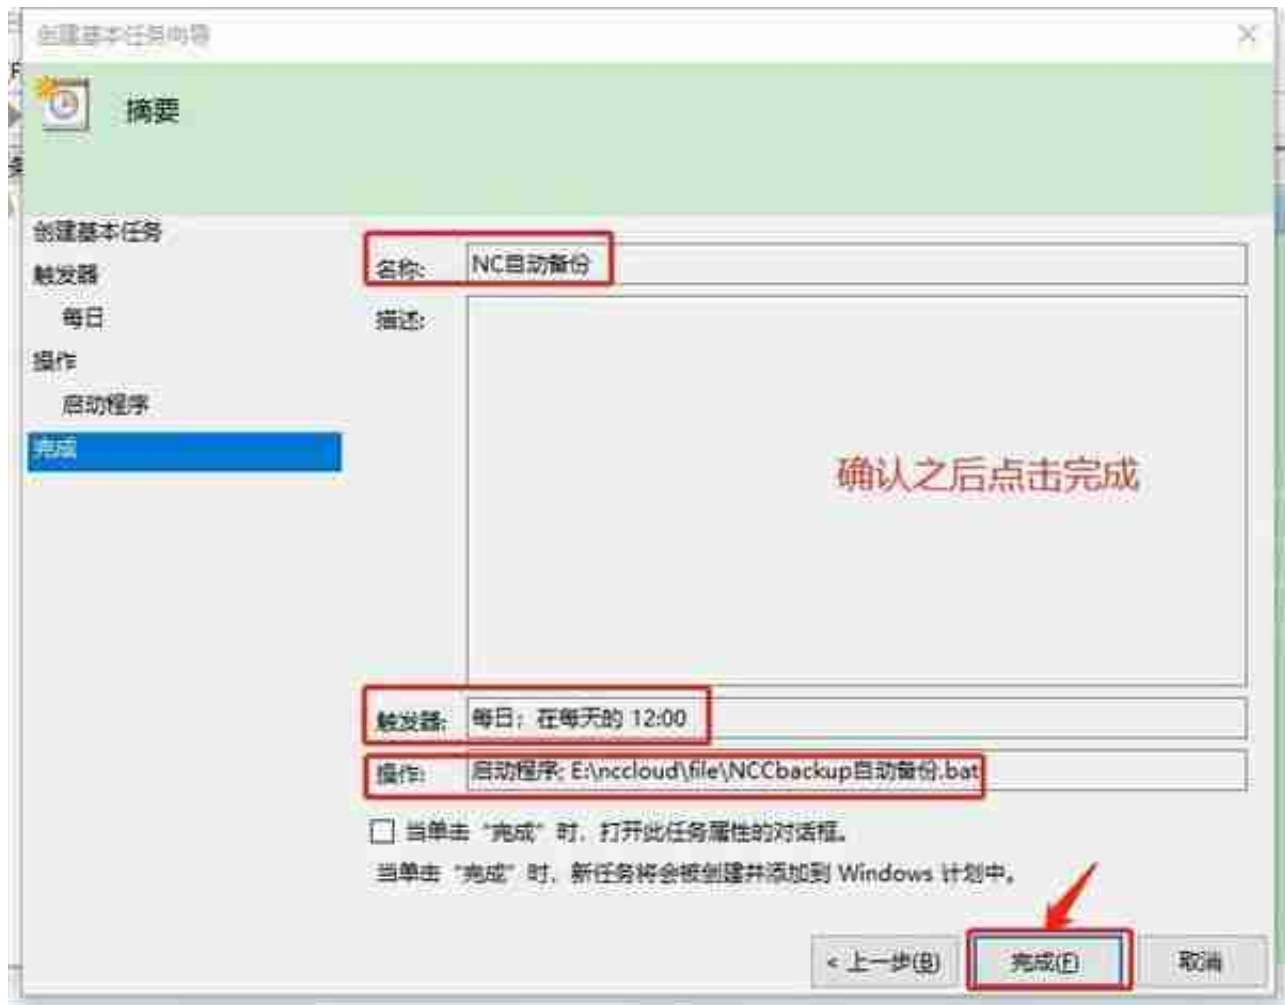 创建基本任务向导
摘要
创建基本任务
触发器
每日
操作
启动程序
完成
名称:
NC自动备份
描述:
确认之后点击完成
触发器:
每日；在每天的 12:00
操作:
启动程序; E:\nccloud\file\NCCbackup自动备份.bat
当单击“完成”时，打开此任务属性的对话框。
当单击“完成”时，新任务将会被创建并添加到 Windows 计划中。
< 上一步(B)
完成(F)
取消